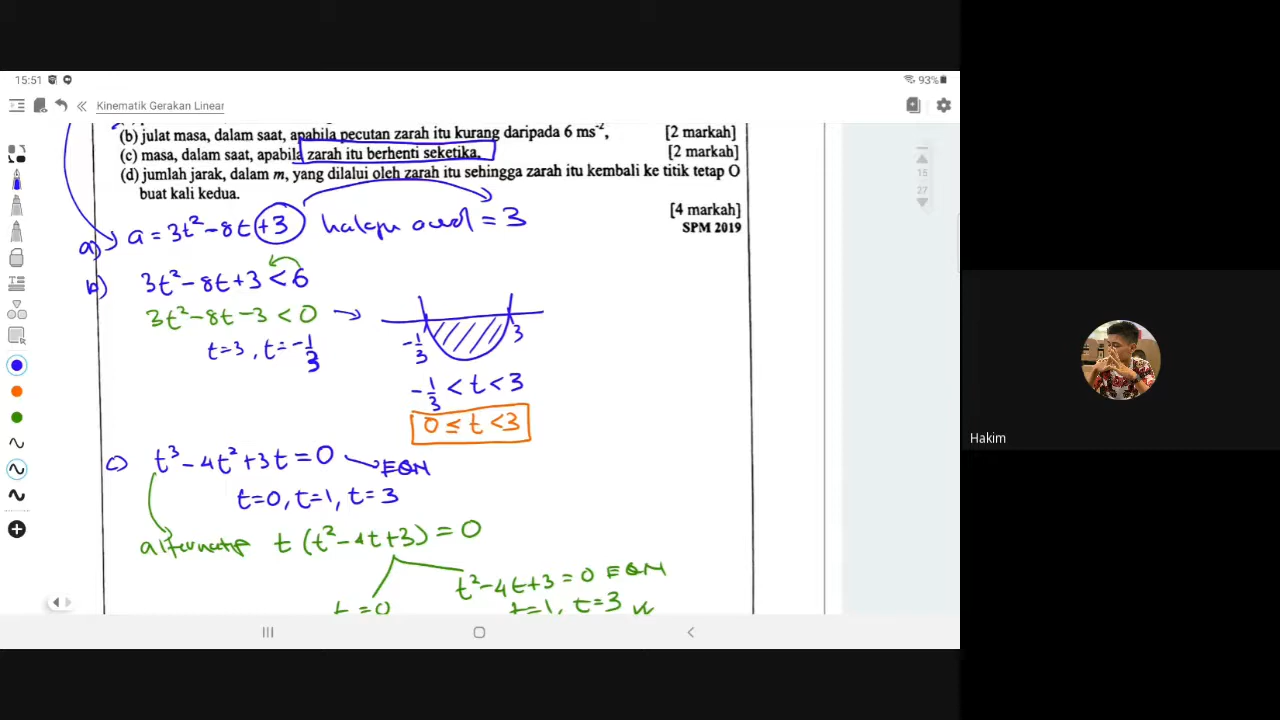 15:51
93%
Kinematik Gerakan Linear
(b) julat masa, dalam saat, apabila pecutan zarah itu kurang daripada 6 ms⁻², [2 markah]
(c) masa, dalam saat, apabila zarah itu berhenti seketika, [2 markah]
(d) jumlah jarak, dalam m, yang dilalui oleh zarah itu sehingga zarah itu kembali ke titik tetap O
buat kali kedua.
[4 markah]
SPM 2019
15
27
a) a = 3t² - 8t + 3 halaju awal = 3
b) 3t² - 8t + 3 < 6
3t² - 8t - 3 < 0 →
t=3, t=-1/3
-1/3 3
-1/3 < t < 3
0 ≤ t < 3
c) t³ - 4t² + 3t = 0 EQN
t=0, t=1, t=3
alternatif t (t² - 4t + 3) = 0
t² - 4t + 3 = 0 EQN
t = 0 t=1, t=3
Hakim